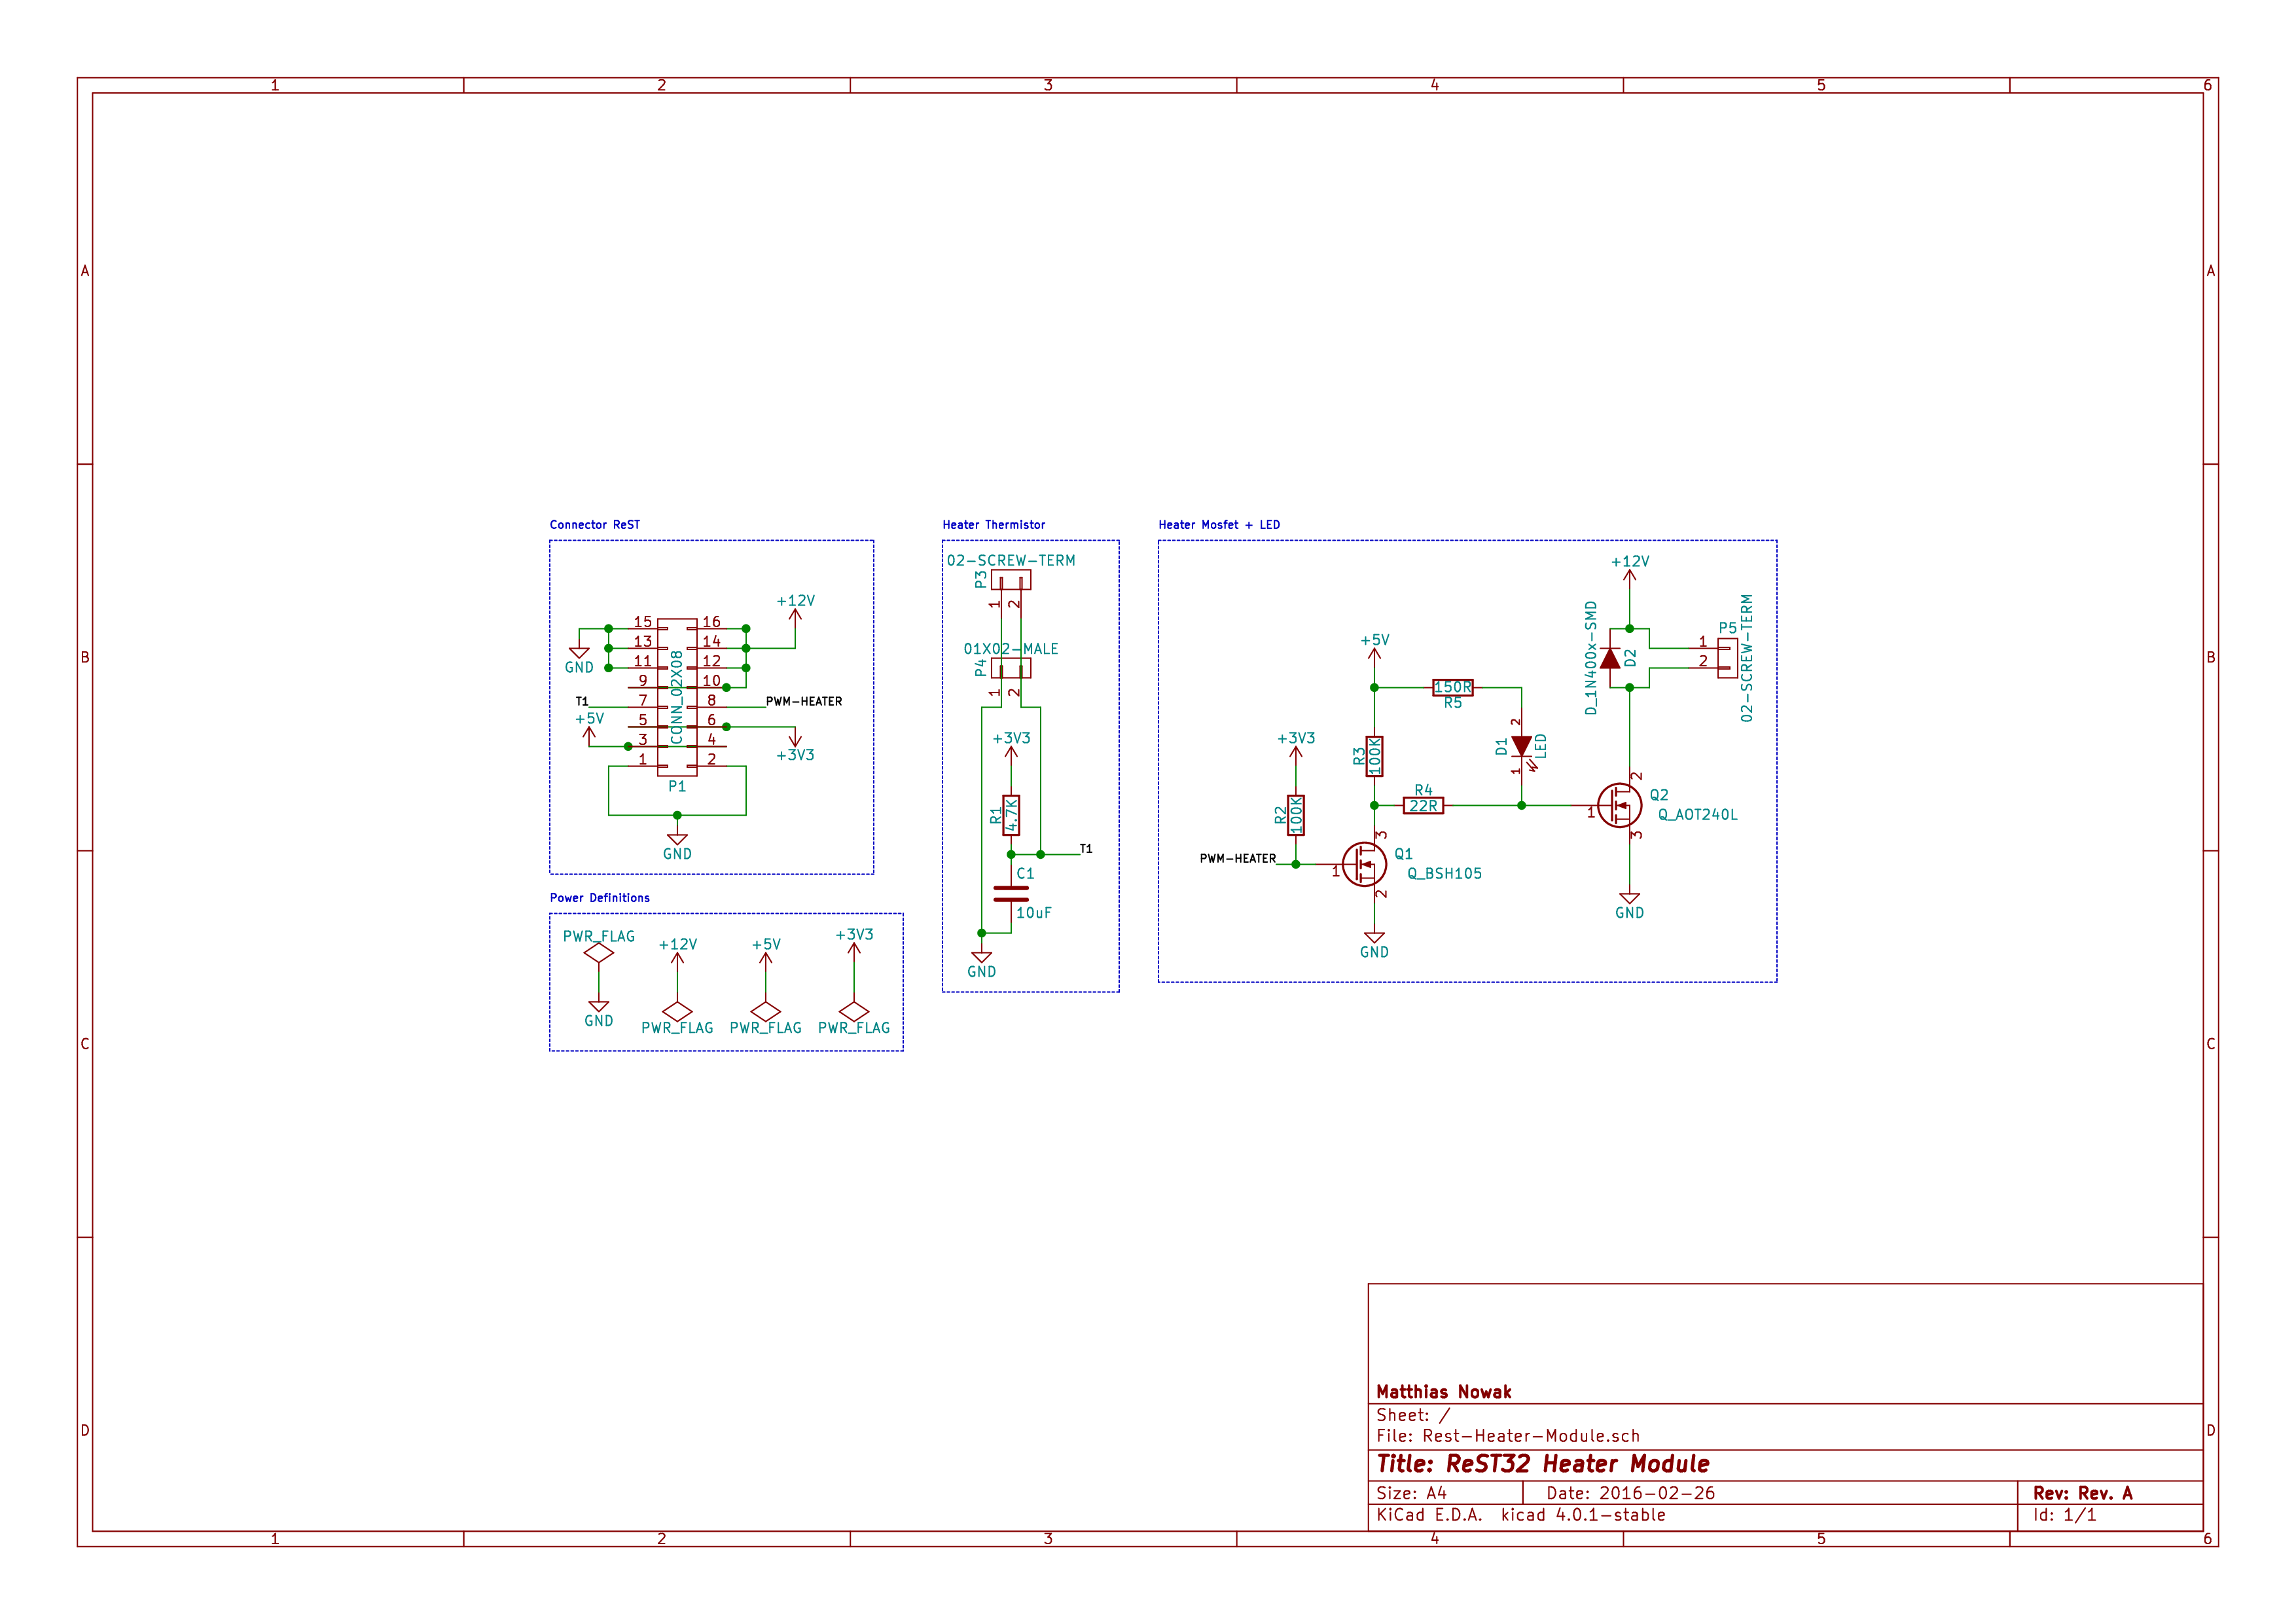 1 2 3 4 5 6
A A
B B
C C
D D
Connector ReST
+12V
15 16
13 14
11 12
9 10
7 8
5 6
3 4
1 2
CONN_02X08
P1
GND
T1
+5V
PWM-HEATER
+3V3
GND
Power Definitions
PWR_FLAG
GND
+12V
PWR_FLAG
+5V
PWR_FLAG
+3V3
PWR_FLAG
Heater Thermistor
02-SCREW-TERM
P3
1 2
01X02-MALE
P4
1 2
+3V3
R1
4.7K
T1
C1
10uF
GND
Heater Mosfet + LED
+12V
D_1N400x-SMD
D2
P5
1
2
02-SCREW-TERM
+5V
150R
R5
R3
100K
D1
LED
2
1
+3V3
R2
100K
R4
22R
PWM-HEATER
1
3
2
Q1
Q_BSH105
GND
1
2
3
Q2
Q_AOT240L
GND
Matthias Nowak
Sheet: /
File: Rest-Heater-Module.sch
Title: ReST32 Heater Module
Size: A4 Date: 2016-02-26 Rev: Rev. A
KiCad E.D.A. kicad 4.0.1-stable Id: 1/1
1 2 3 4 5 6